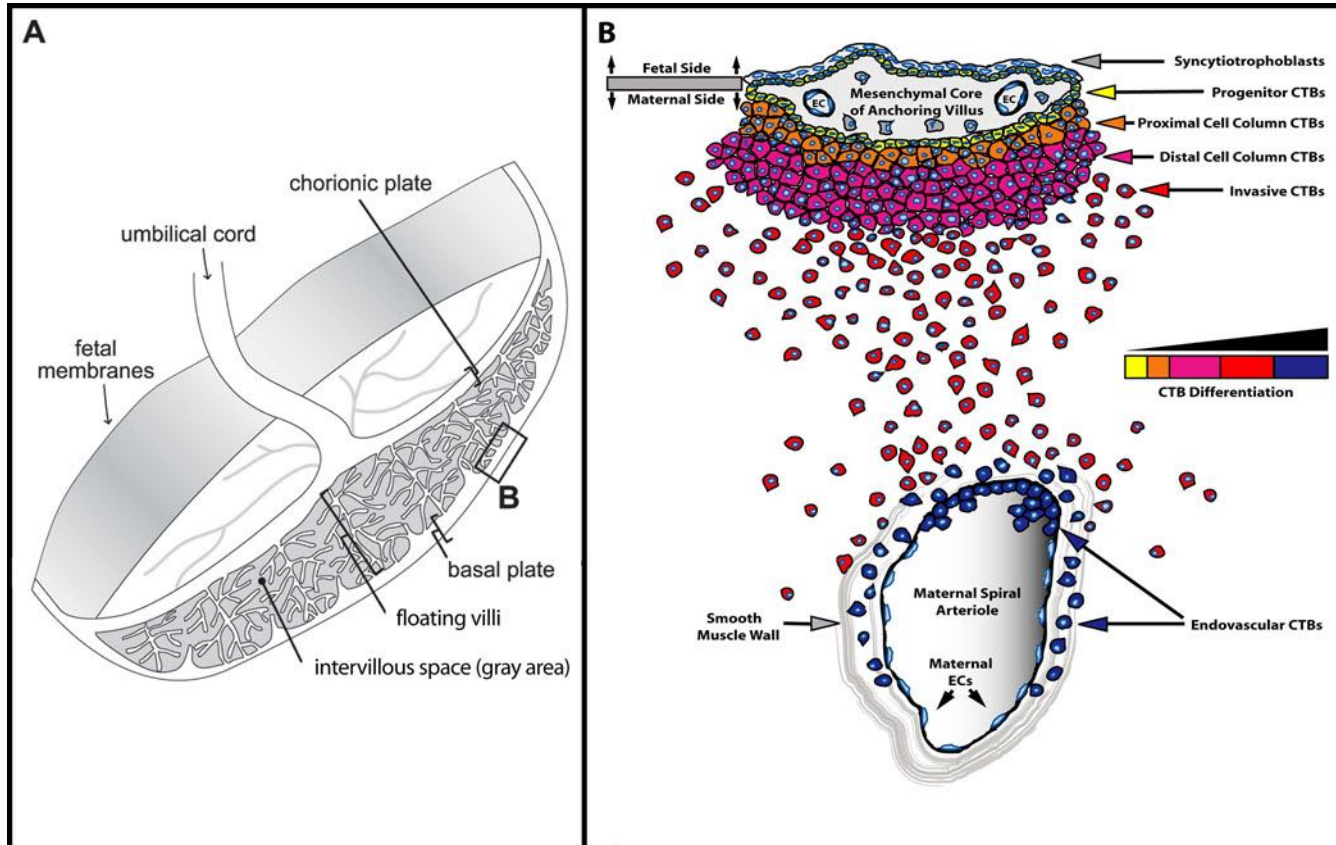 A
chorionic plate
umbilical cord
fetal
membranes
B
basal plate
floating villi
intervillous space (gray area)
B
Fetal Side
Maternal Side
EC
Mesenchymal Core
of Anchoring Villus
EC
Syncytiotrophoblasts
Progenitor CTBs
Proximal Cell Column CTBs
Distal Cell Column CTBs
Invasive CTBs
CTB Differentiation
Maternal Spiral
Arteriole
Smooth
Muscle Wall
Maternal
ECs
Endovascular CTBs